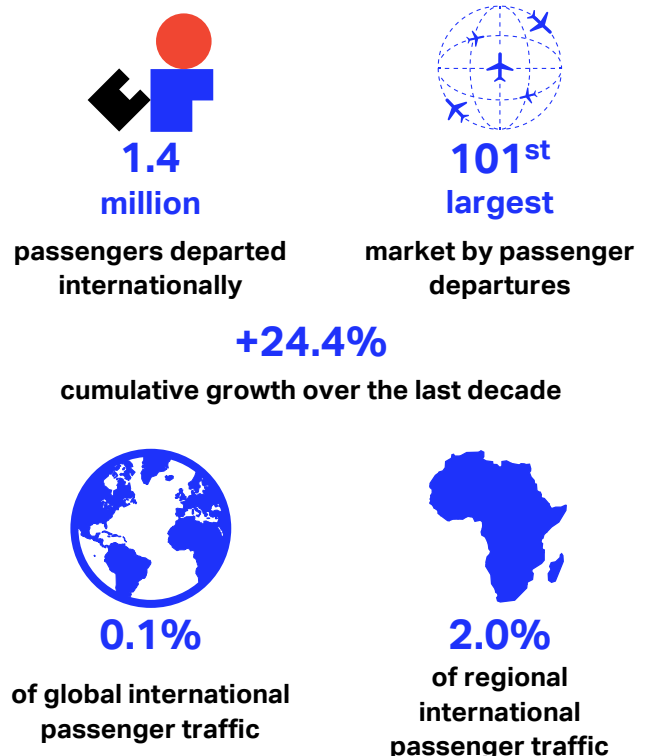 1.4
million
passengers departed
internationally
101st
largest
market by passenger
departures
+24.4%
cumulative growth over the last decade
0.1%
of global international
passenger traffic
2.0%
of regional
international
passenger traffic